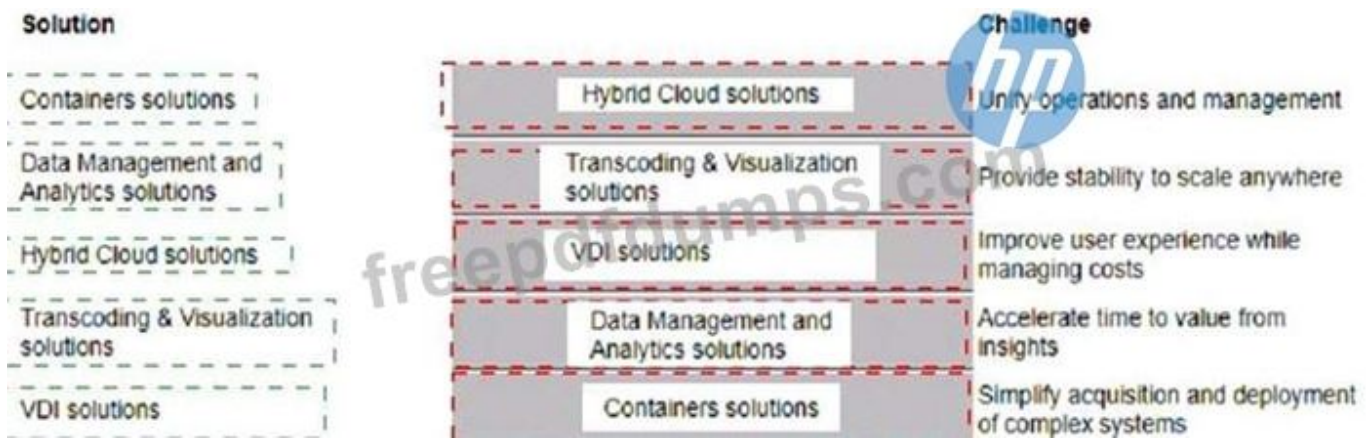 Solution
Challenge
Containers solutions
Hybrid Cloud solutions
Unify operations and management
Data Management and
Analytics solutions
Transcoding & Visualization
solutions
Provide stability to scale anywhere
Hybrid Cloud solutions
VDI solutions
Improve user experience while
managing costs
Transcoding & Visualization
solutions
Data Management and
Analytics solutions
Accelerate time to value from
insights
VDI solutions
Containers solutions
Simplify acquisition and deployment
of complex systems
hp
freepdfdumps.com